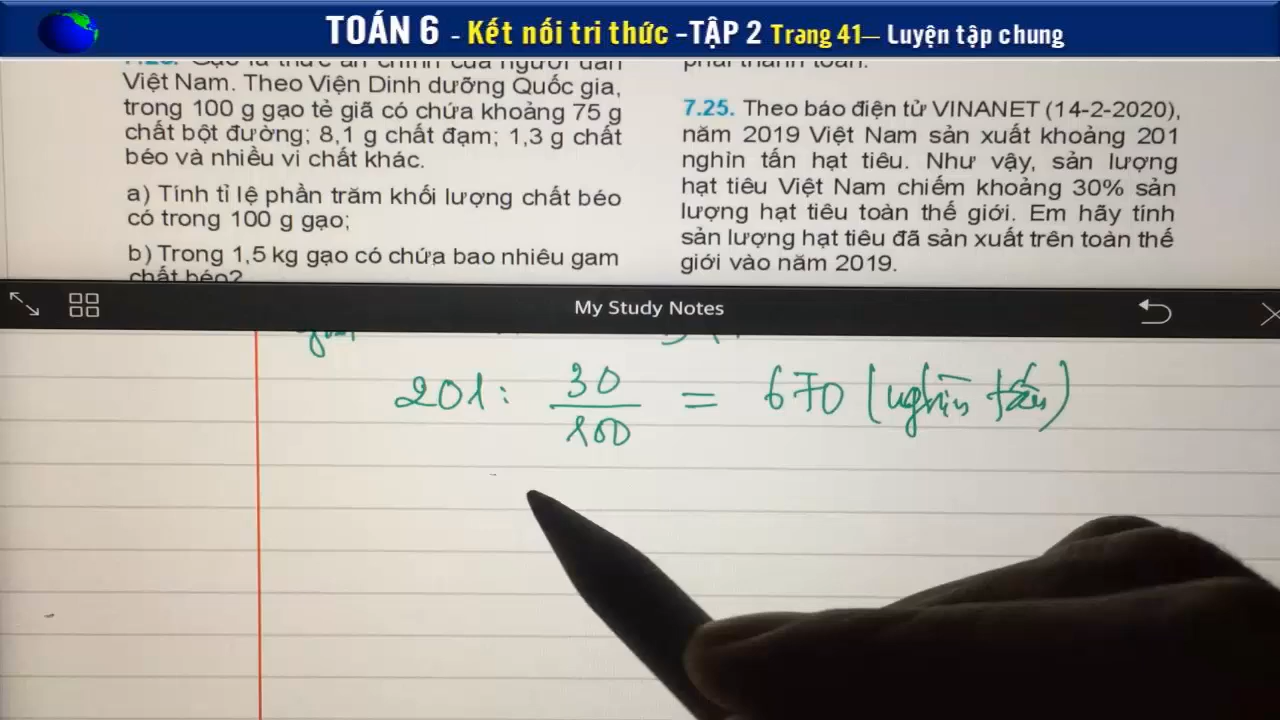 TOÁN 6 - Kết nối tri thức -TẬP 2 Trang 41– Luyện tập chung
Việt Nam. Theo Viện Dinh dưỡng Quốc gia,
trong 100 g gạo tẻ giã có chứa khoảng 75 g
chất bột đường; 8,1 g chất đạm; 1,3 g chất
béo và nhiều vi chất khác.
a) Tính tỉ lệ phần trăm khối lượng chất béo
có trong 100 g gạo;
b) Trong 1,5 kg gạo có chứa bao nhiêu gam
chất béo?
phải thanh toán.
7.25. Theo báo điện tử VINANET (14-2-2020),
năm 2019 Việt Nam sản xuất khoảng 201
nghìn tấn hạt tiêu. Như vậy, sản lượng
hạt tiêu Việt Nam chiếm khoảng 30% sản
lượng hạt tiêu toàn thế giới. Em hãy tính
sản lượng hạt tiêu đã sản xuất trên toàn thế
giới vào năm 2019.
My Study Notes
201 : 30/100 = 670 (nghìn tấn)